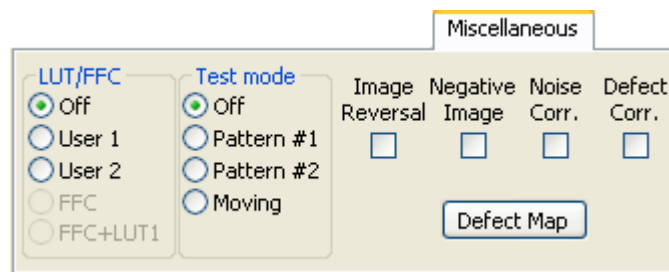 Miscellaneous
LUT/FFC
Off
User 1
User 2
FFC
FFC+LUT1
Test mode
Off
Pattern #1
Pattern #2
Moving
Image Reversal
Negative Image
Noise Corr.
Defect Corr.
Defect Map